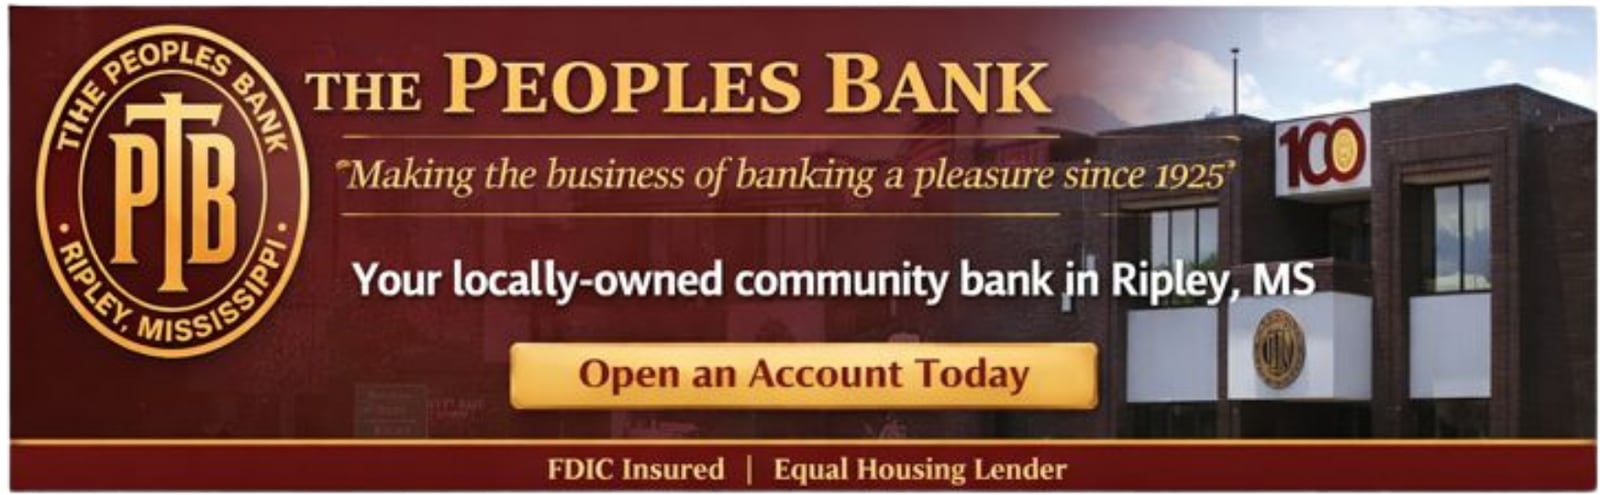 TIHE PEOPLES BANK
PTB
• RIPLEY, MISSISSIPPI •
THE PEOPLES BANK
"Making the business of banking a pleasure since 1925"
100
Your locally-owned community bank in Ripley, MS
Open an Account Today
FDIC Insured | Equal Housing Lender